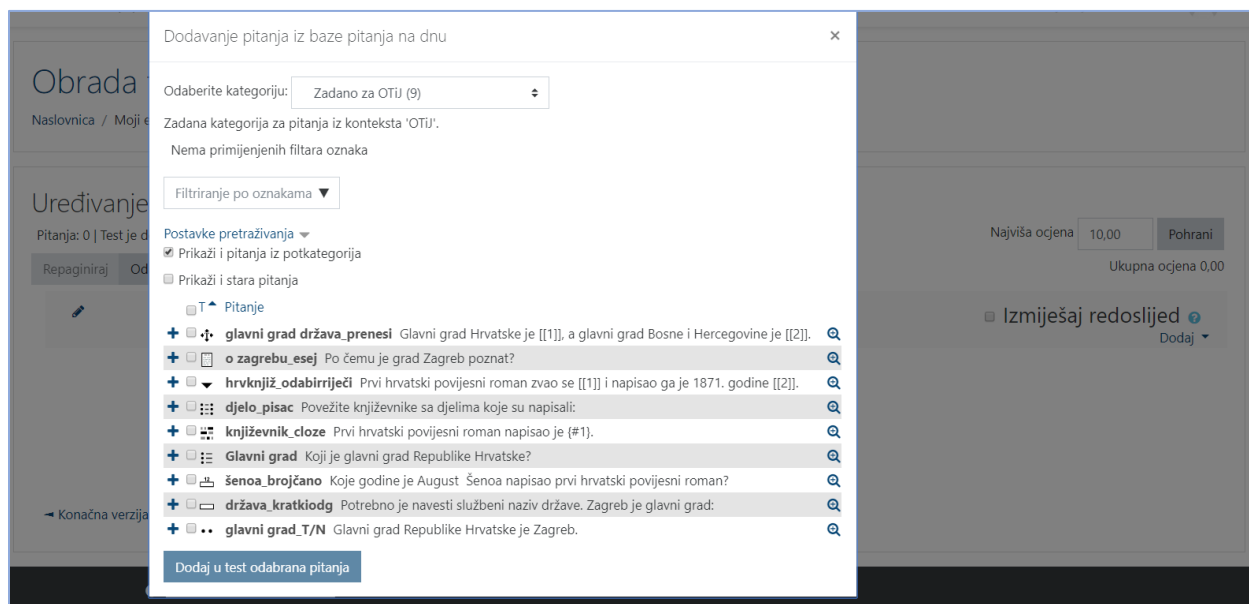 Dodavanje pitanja iz baze pitanja na dnu ×
Obrada
Naslovnica / Moji e
Odaberite kategoriju: Zadano za OTiJ (9)
Zadana kategorija za pitanja iz konteksta 'OTiJ'.
Nema primijenjenih filtara oznaka
Filtriranje po oznakama ▼
Uređivanje
Pitanja: 0 | Test je d
Najviša ocjena 10,00 Pohrani
Repaginiraj Od
Ukupna ocjena 0,00
Postavke pretraživanja
Prikaži i pitanja iz potkategorija
Prikaži i stara pitanja
Izmiješaj redoslijed
Dodaj
T Pitanje
glavni grad država_prenesi Glavni grad Hrvatske je [[1]], a glavni grad Bosne i Hercegovine je [[2]].
o zagrebu_esej Po čemu je grad Zagreb poznat?
hrvknjiž_odabirriječi Prvi hrvatski povijesni roman zvao se [[1]] i napisao ga je 1871. godine [[2]].
djelo_pisac Povežite književnike sa djelima koje su napisali:
književnik_cloze Prvi hrvatski povijesni roman napisao je {#1}.
Glavni grad Koji je glavni grad Republike Hrvatske?
šenoa_brojčano Koje godine je August Šenoa napisao prvi hrvatski povijesni roman?
država_kratkiodg Potrebno je navesti službeni naziv države. Zagreb je glavni grad:
glavni grad_T/N Glavni grad Republike Hrvatske je Zagreb.
◄ Konačna verzija
Dodaj u test odabrana pitanja